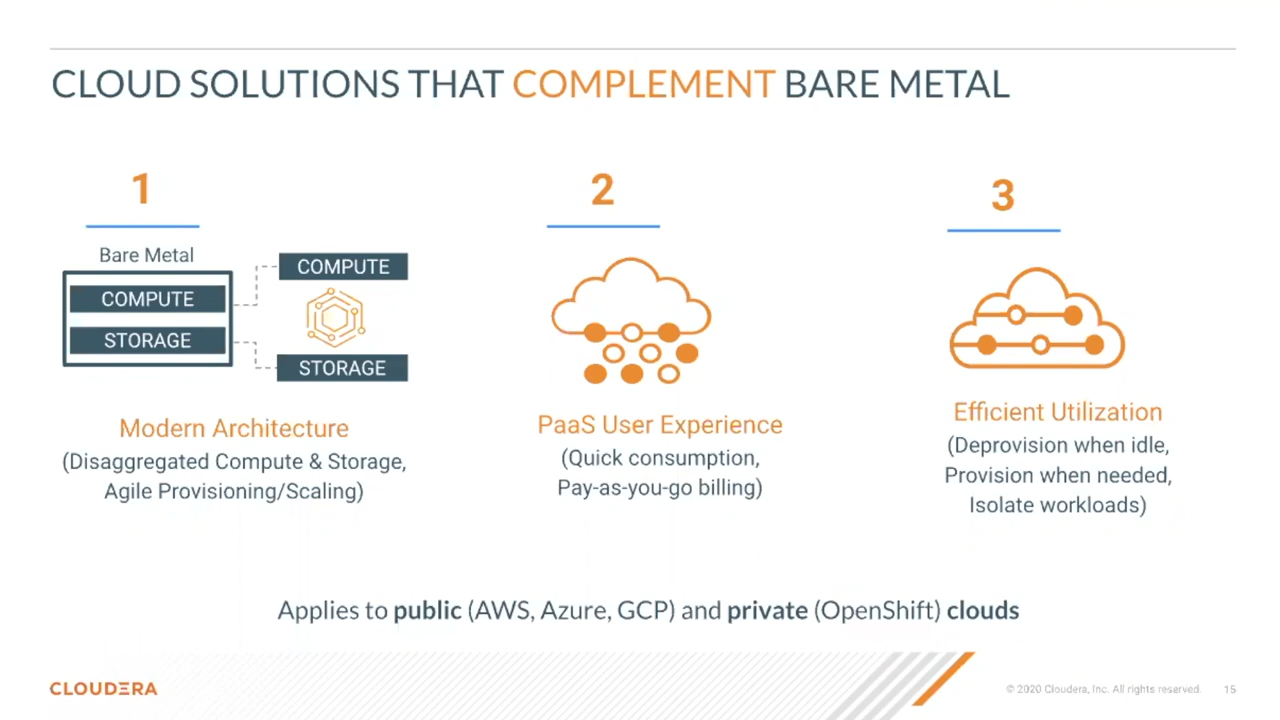 CLOUD SOLUTIONS THAT COMPLEMENT BARE METAL
1
Bare Metal
COMPUTE
STORAGE
COMPUTE
STORAGE
Modern Architecture
(Disaggregated Compute & Storage,
Agile Provisioning/Scaling)
2
PaaS User Experience
(Quick consumption,
Pay-as-you-go billing)
3
Efficient Utilization
(Deprovision when idle,
Provision when needed,
Isolate workloads)
Applies to public (AWS, Azure, GCP) and private (OpenShift) clouds
CLOUDERA
© 2020 Cloudera, Inc. All rights reserved. 15